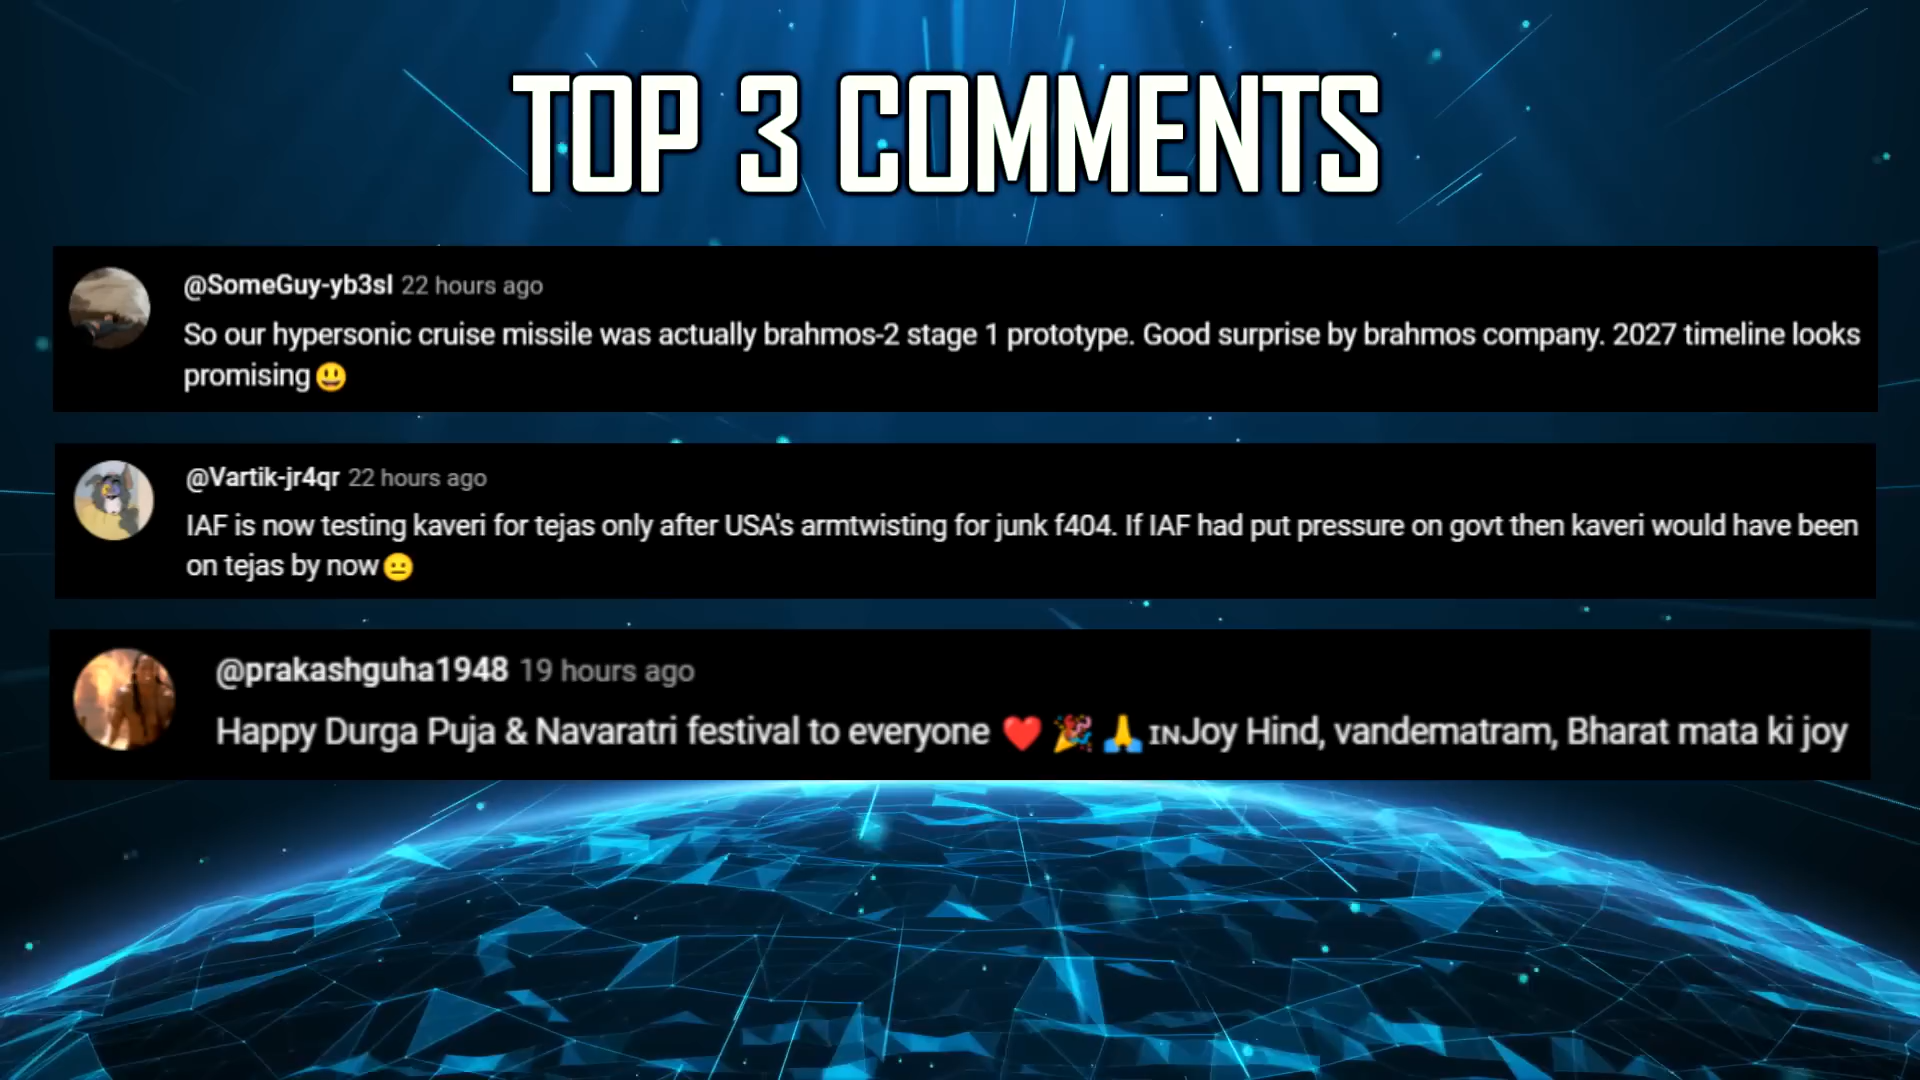 TOP 3 COMMENTS
@SomeGuy-yb3sl 22 hours ago
So our hypersonic cruise missile was actually brahmos-2 stage 1 prototype. Good surprise by brahmos company. 2027 timeline looks
promising😃
@Vartik-jr4qr 22 hours ago
IAF is now testing kaveri for tejas only after USA's armtwisting for junk f404. If IAF had put pressure on govt then kaveri would have been
on tejas by now😐
@prakashguha1948 19 hours ago
Happy Durga Puja & Navaratri festival to everyone ❤️ 🎉 🙏 ɪɴJoy Hind, vandematram, Bharat mata ki joy